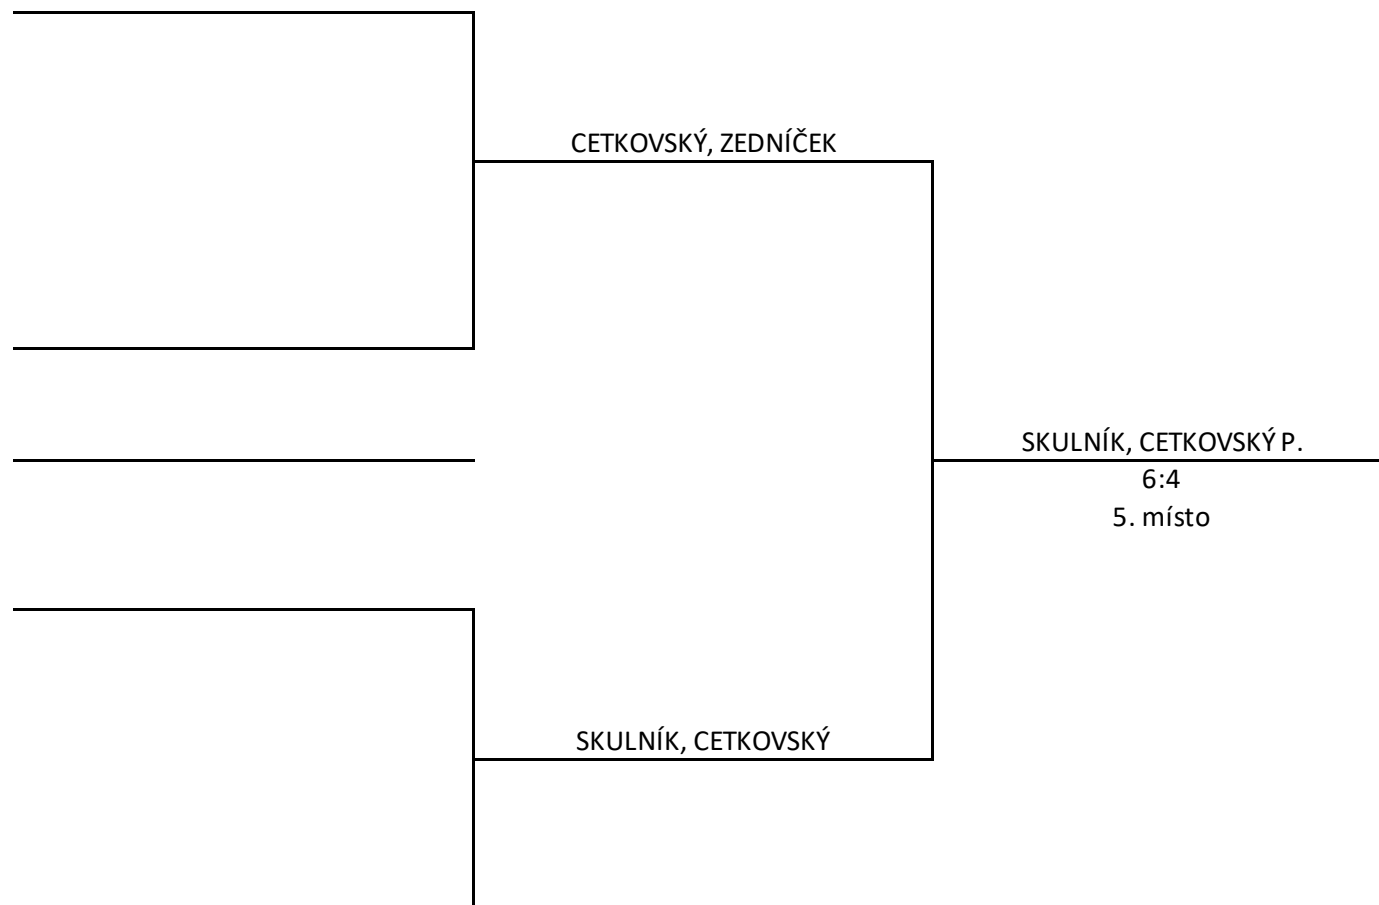 CETKOVSKÝ, ZEDNÍČEK
SKULNÍK, CETKOVSKÝ P.
6:4
5. místo
SKULNÍK, CETKOVSKÝ